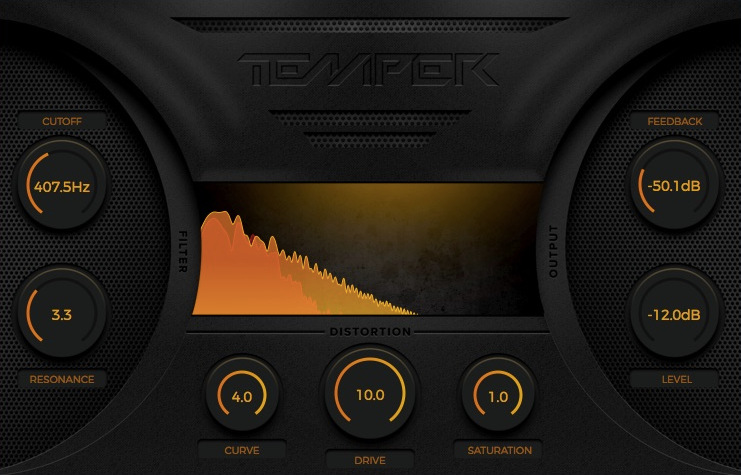 TEMPER
CUTOFF
407.5Hz
3.3
RESONANCE
FILTER
FEEDBACK
-50.1dB
-12.0dB
LEVEL
OUTPUT
DISTORTION
4.0
CURVE
10.0
DRIVE
1.0
SATURATION